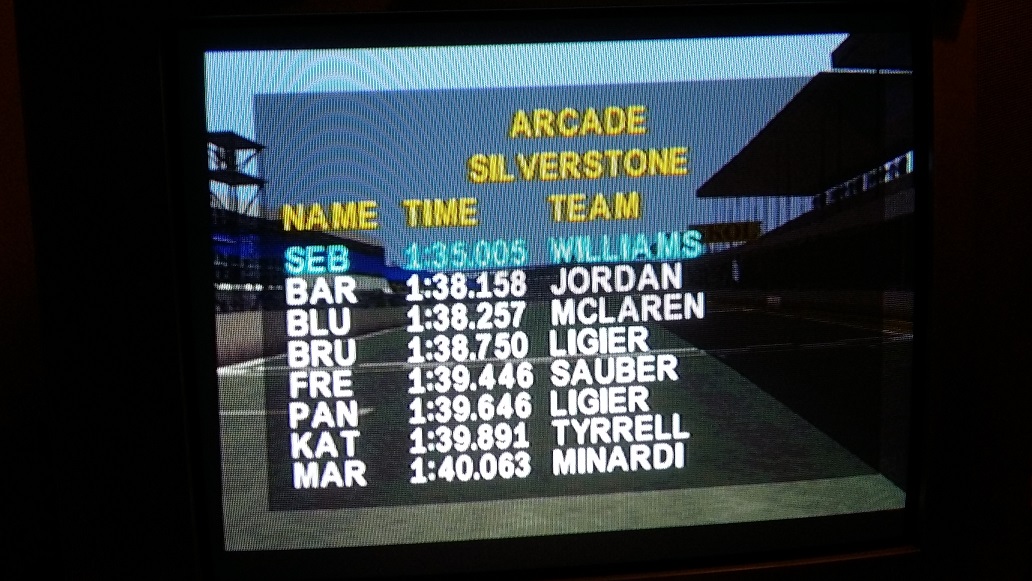 ARCADE
SILVERSTONE
NAME TIME TEAM
SEB 1:35.005 WILLIAMS
BAR 1:38.158 JORDAN
BLU 1:38.257 MCLAREN
BRU 1:38.750 LIGIER
FRE 1:39.446 SAUBER
PAN 1:39.646 LIGIER
KAT 1:39.891 TYRRELL
MAR 1:40.063 MINARDI